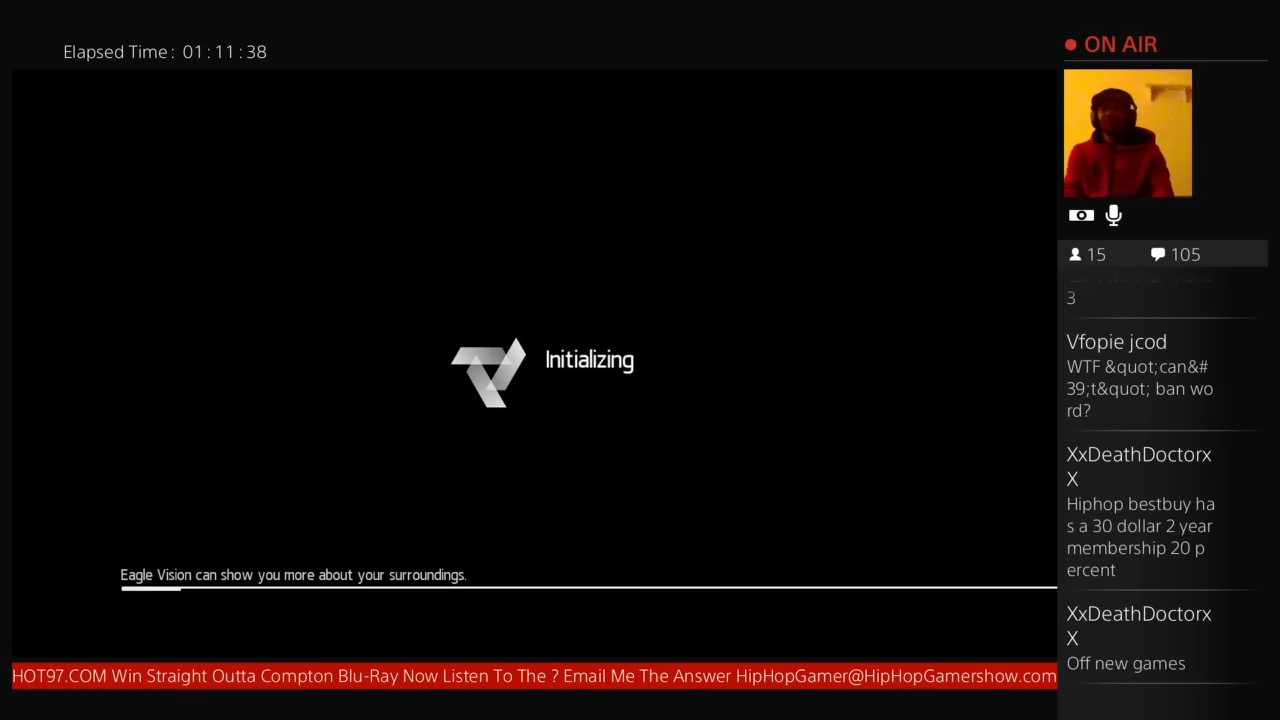 Elapsed Time: 01:11:38
ON AIR
15
105
3
Vfopie jcod
WTF &quot;can&#
39;t&quot; ban wo
rd?
XxDeathDoctorx
X
Hiphop bestbuy ha
s a 30 dollar 2 year
membership 20 p
ercent
XxDeathDoctorx
X
Off new games
Initializing
Eagle Vision can show you more about your surroundings.
HOT97.COM Win Straight Outta Compton Blu-Ray Now Listen To The ? Email Me The Answer HipHopGamer@HipHopGamershow.com